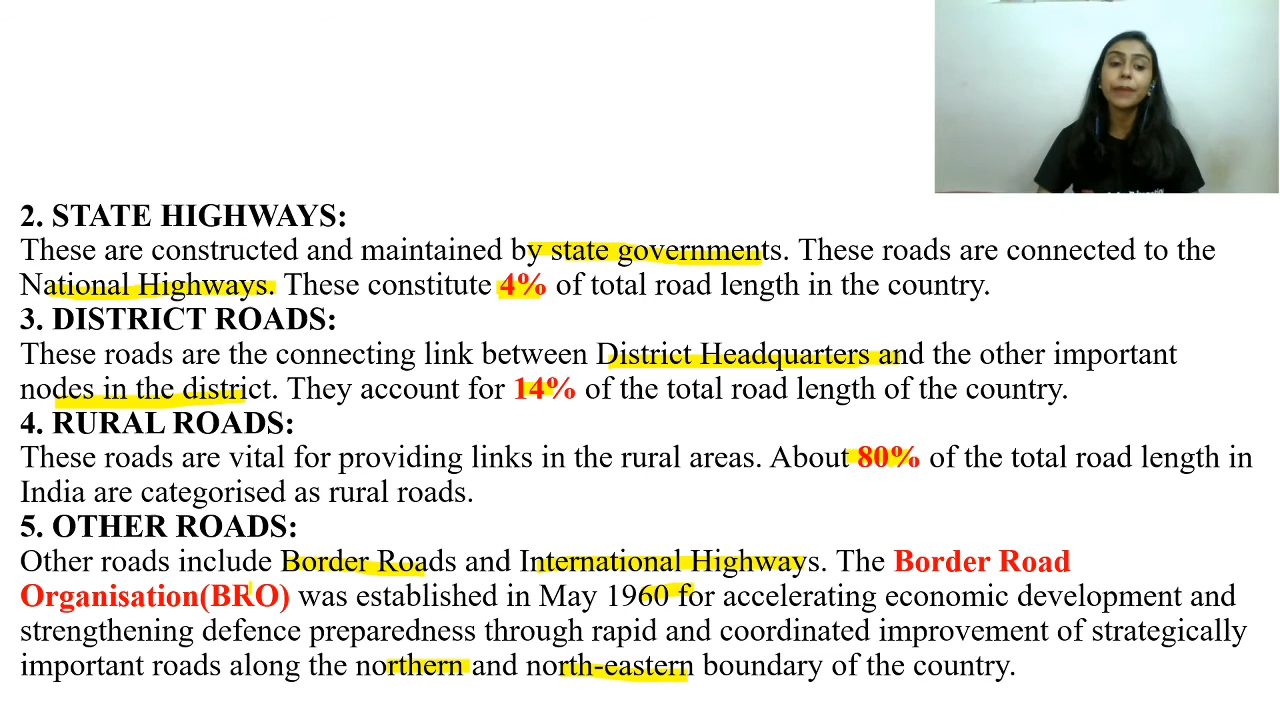 2. STATE HIGHWAYS:
These are constructed and maintained by state governments. These roads are connected to the
National Highways. These constitute 4% of total road length in the country.
3. DISTRICT ROADS:
These roads are the connecting link between District Headquarters and the other important
nodes in the district. They account for 14% of the total road length of the country.
4. RURAL ROADS:
These roads are vital for providing links in the rural areas. About 80% of the total road length in
India are categorised as rural roads.
5. OTHER ROADS:
Other roads include Border Roads and International Highways. The Border Road
Organisation(BRO) was established in May 1960 for accelerating economic development and
strengthening defence preparedness through rapid and coordinated improvement of strategically
important roads along the northern and north-eastern boundary of the country.